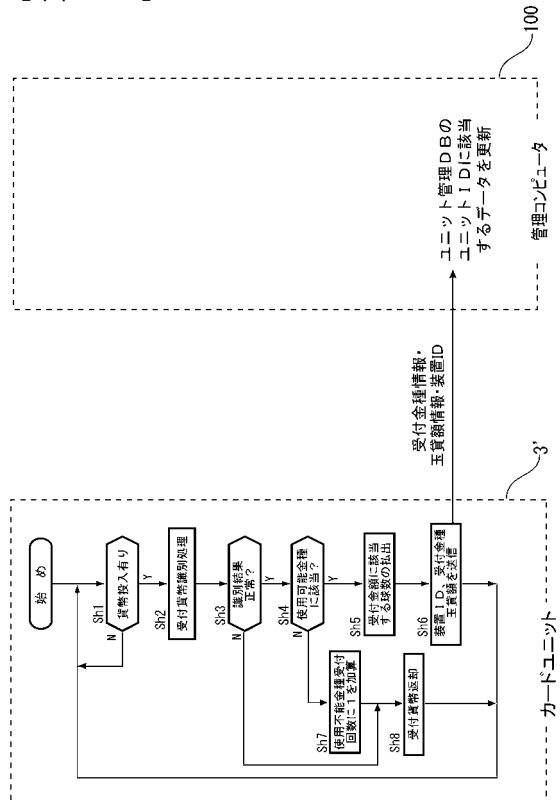 始 め
Sh1
貨幣投入有り
N
Y
Sh2
受付貨幣識別処理
Sh3
識別結果
正常?
N
Y
Sh4
使用可能金種
に該当?
N
Y
Sh5
受付金額に該当
する球数の払出
Sh6
装置ID、受付金種
玉貸額を送信
Sh7
使用不能金種受付
回数に1を加算
Sh8
受付貨幣返却
カードユニット
3'
受付金種情報・
玉貸額情報・装置ID
ユニット管理DBの
ユニットIDに該当
するデータを更新
管理コンピュータ
100